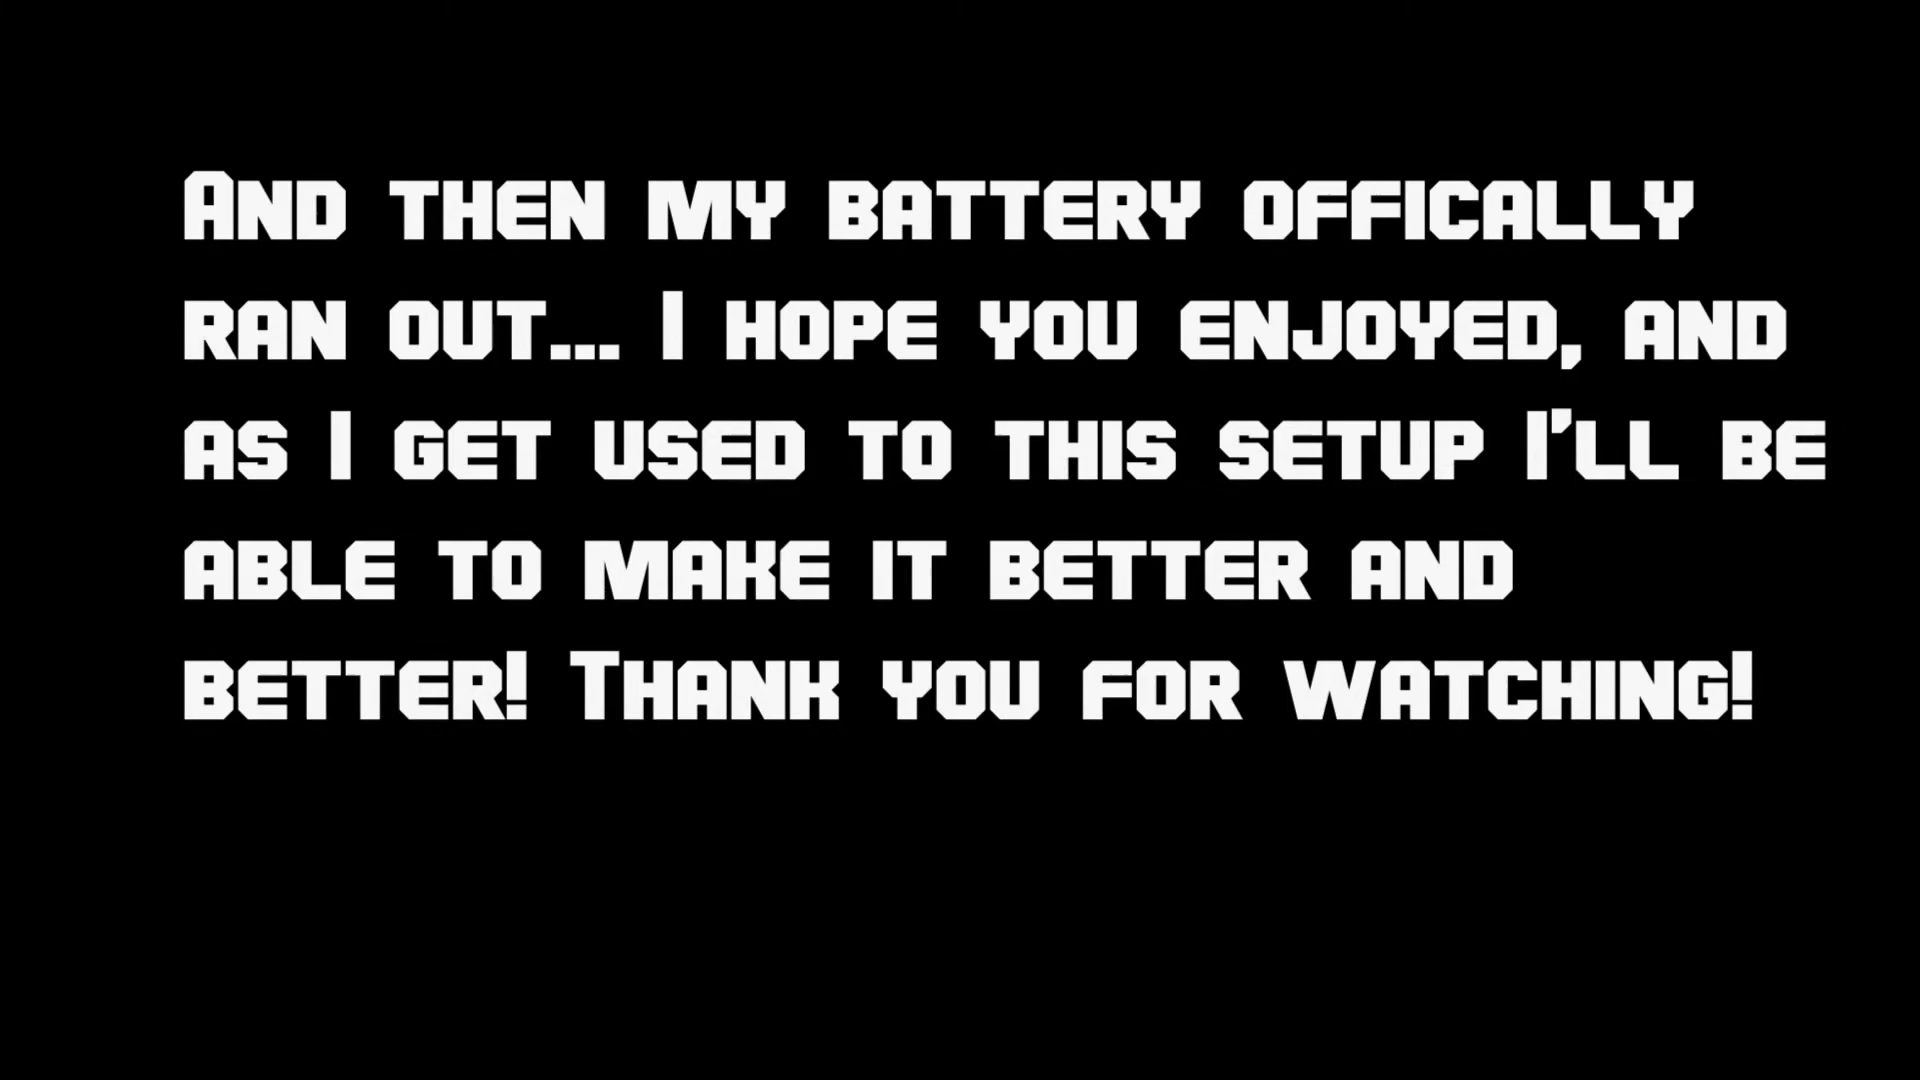 And then my battery offically
ran out... I hope you enjoyed, and
as I get used to this setup I'll be
able to make it better and
better! Thank you for watching!